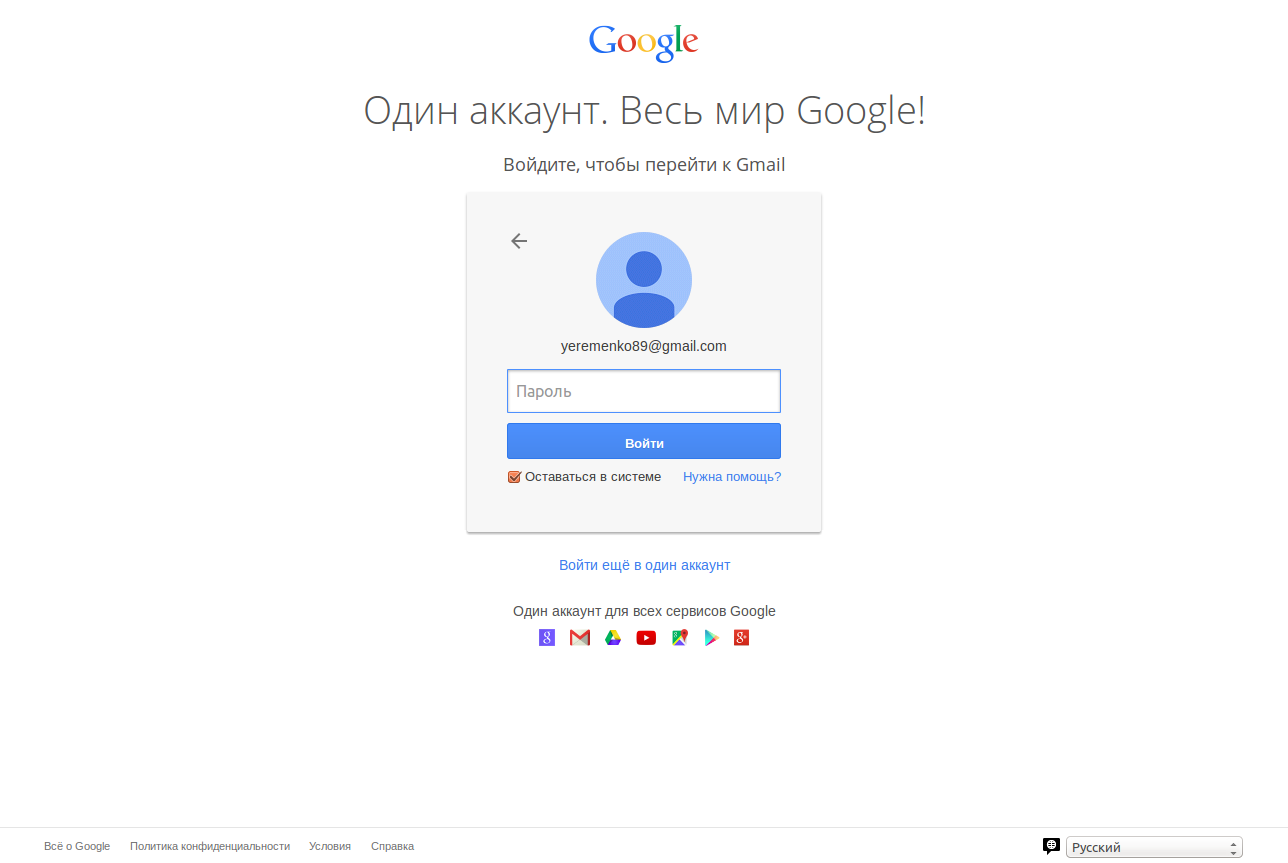 Google
Один аккаунт. Весь мир Google!
Войдите, чтобы перейти к Gmail
yeremenko89@gmail.com
Пароль
Войти
Оставаться в системе Нужна помощь?
Войти ещё в один аккаунт
Один аккаунт для всех сервисов Google
Всё о Google Политика конфиденциальности Условия Справка Русский